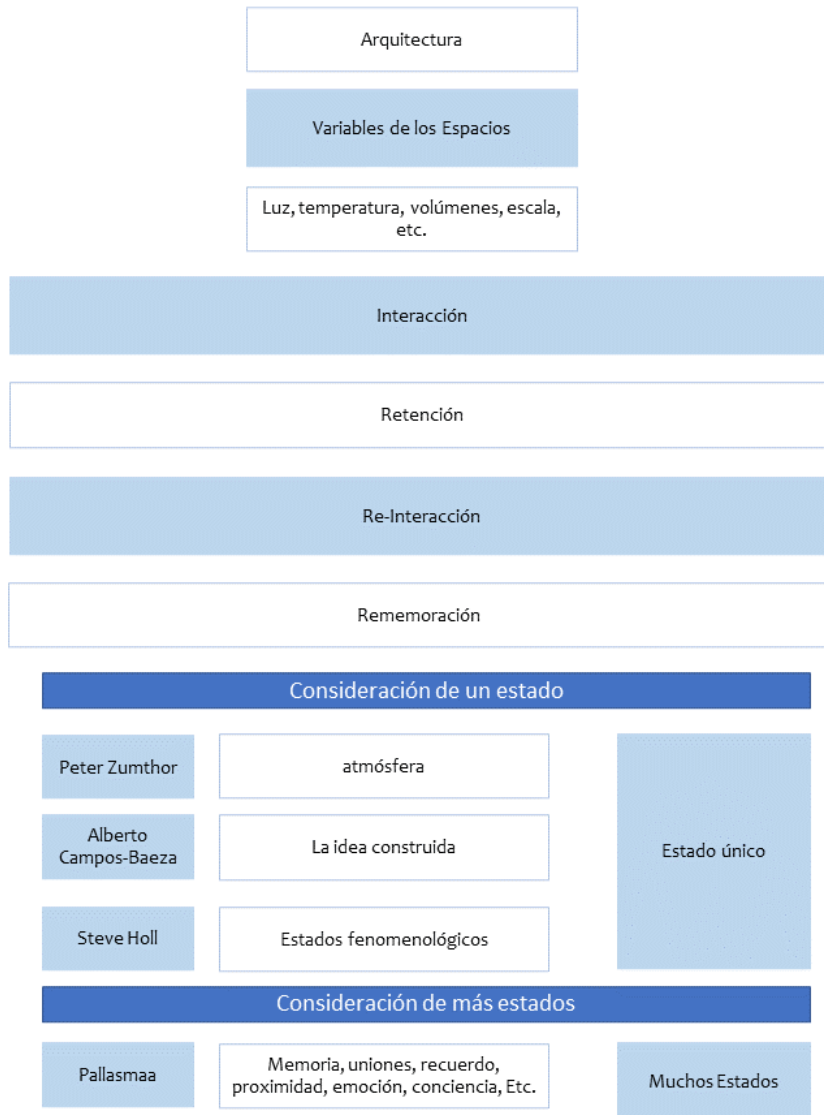 Arquitectura
Variables de los Espacios
Luz, temperatura, volúmenes, escala,
etc.
Interacción
Retención
Re-Interacción
Rememoración
Consideración de un estado
Peter Zumthor
atmósfera
Alberto
Campos-Baeza
La idea construida
Estado único
Steve Holl
Estados fenomenológicos
Consideración de más estados
Pallasmaa
Memoria, uniones, recuerdo,
proximidad, emoción, conciencia, Etc.
Muchos Estados